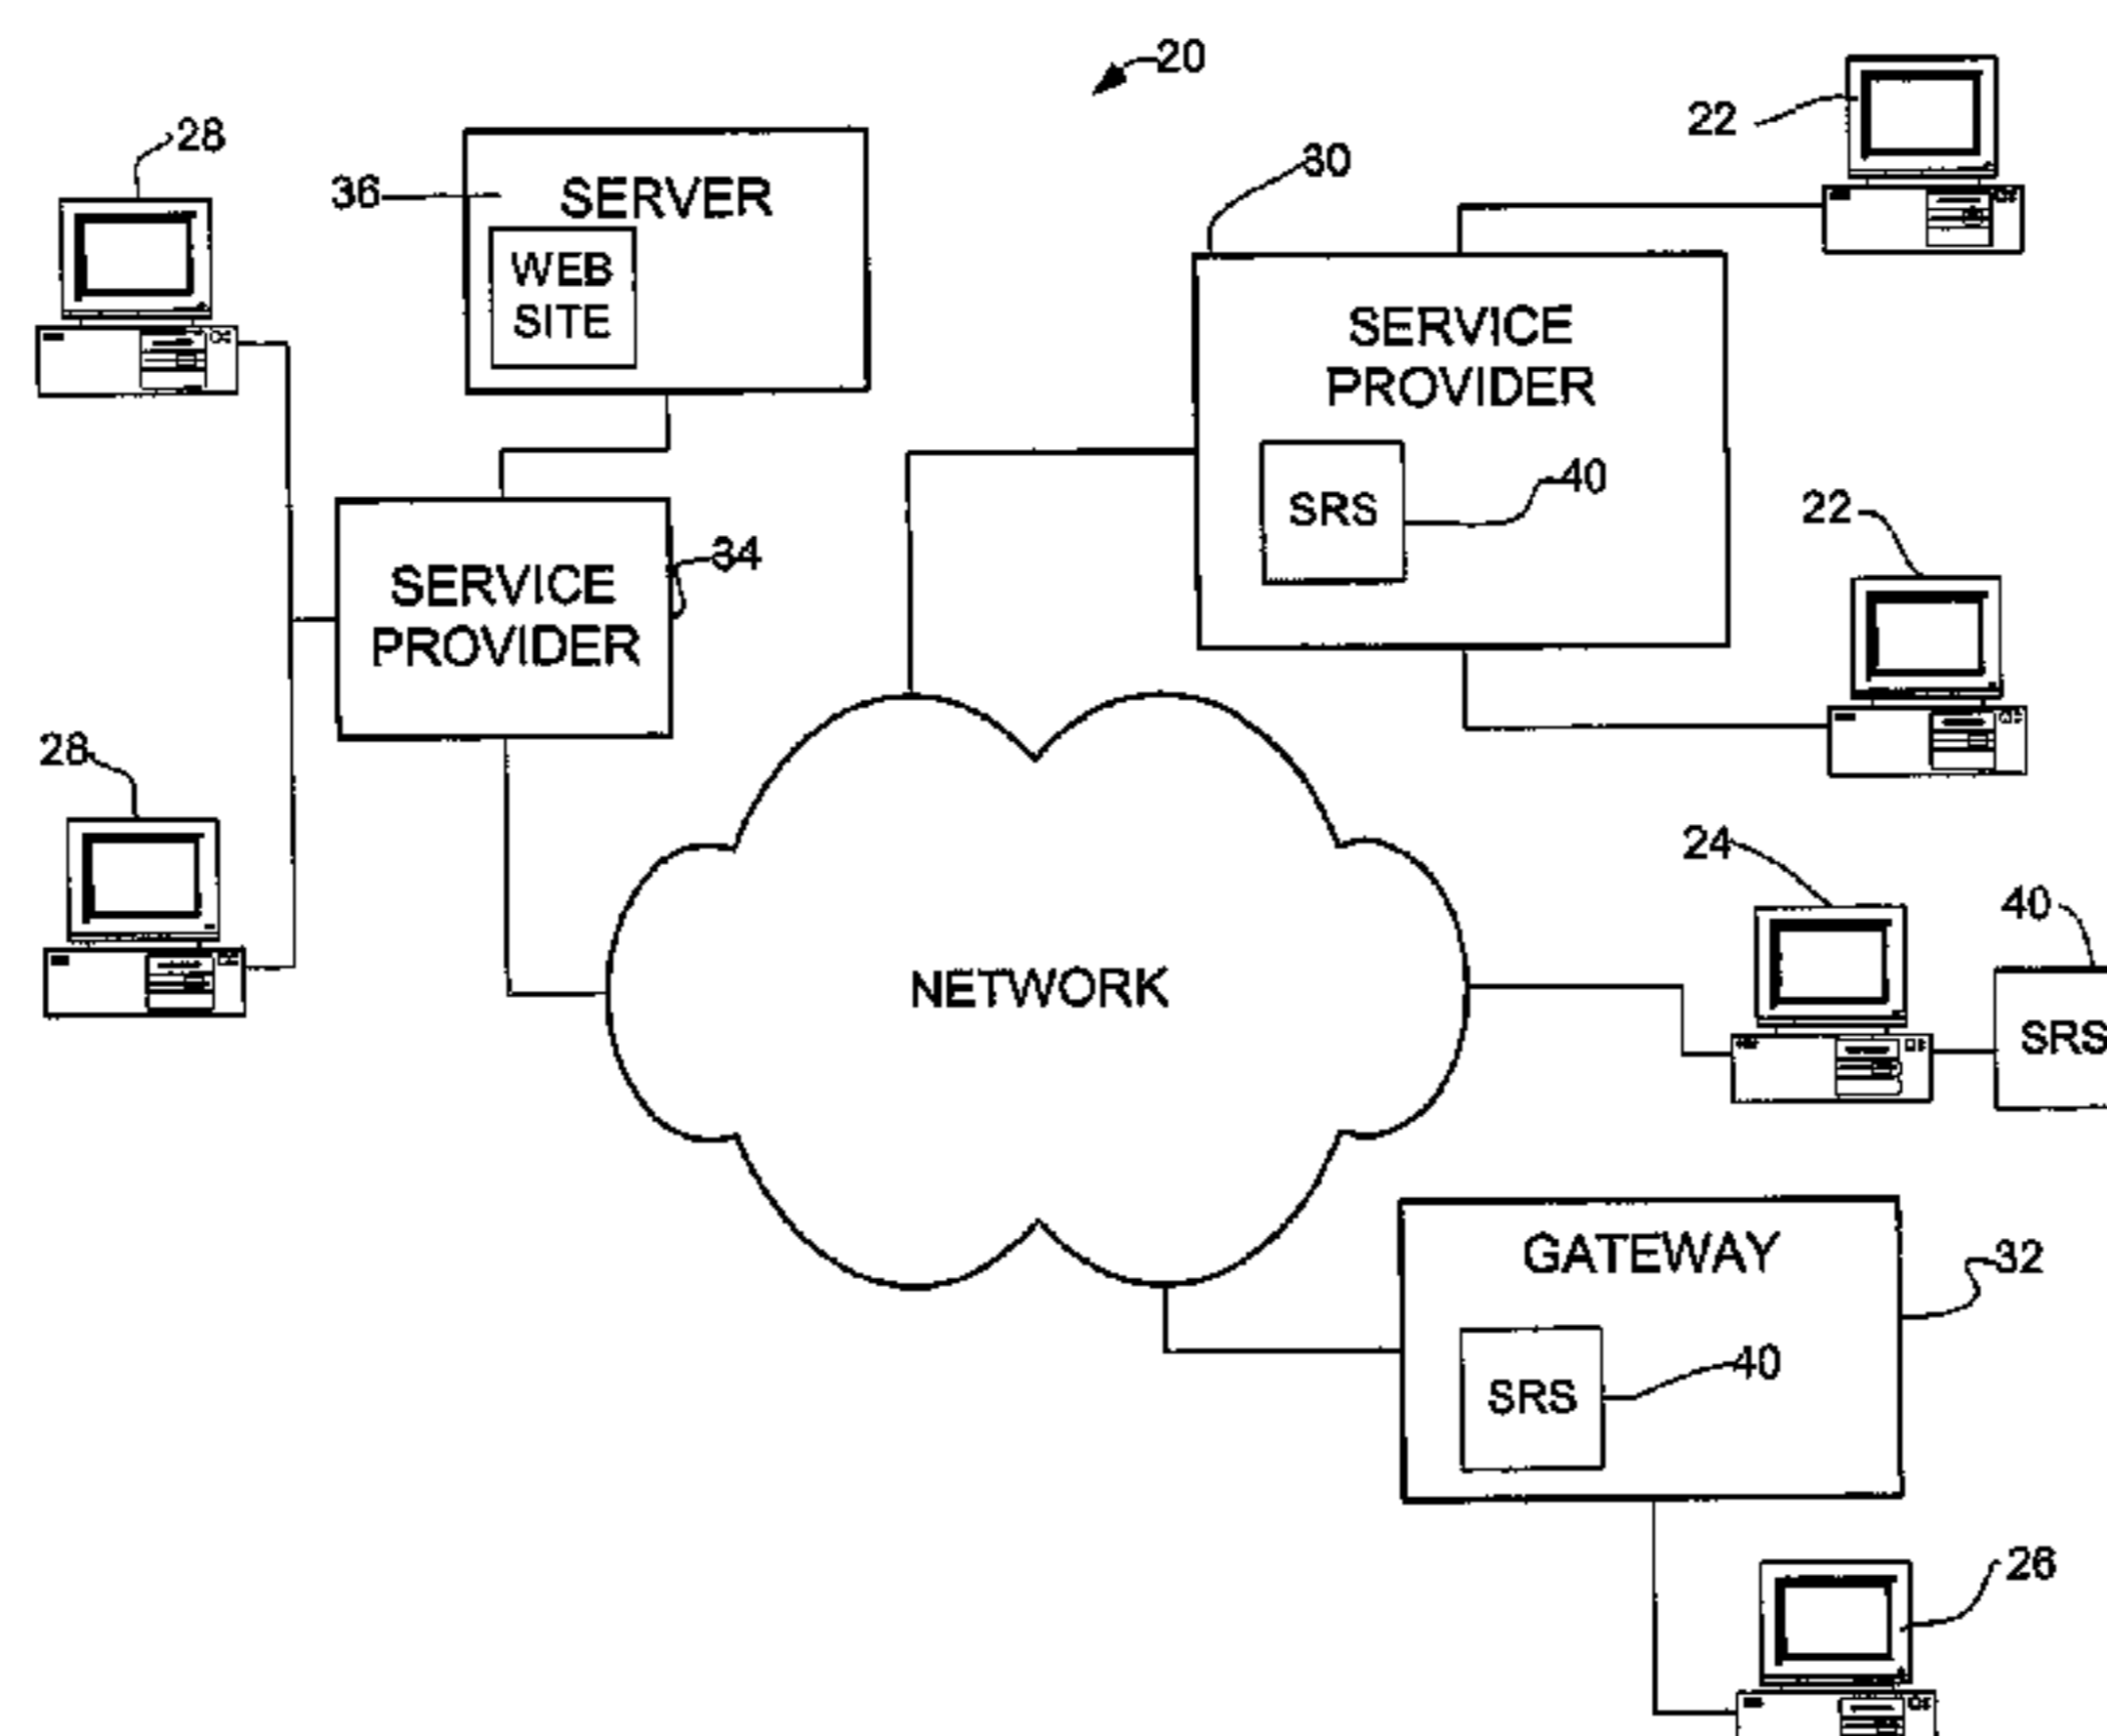 20
22
28
30
36
SERVER
WEB
SITE
SERVICE
PROVIDER
SRS
40
22
34
SERVICE
PROVIDER
28
24
40
NETWORK
SRS
GATEWAY
32
SRS
40
26